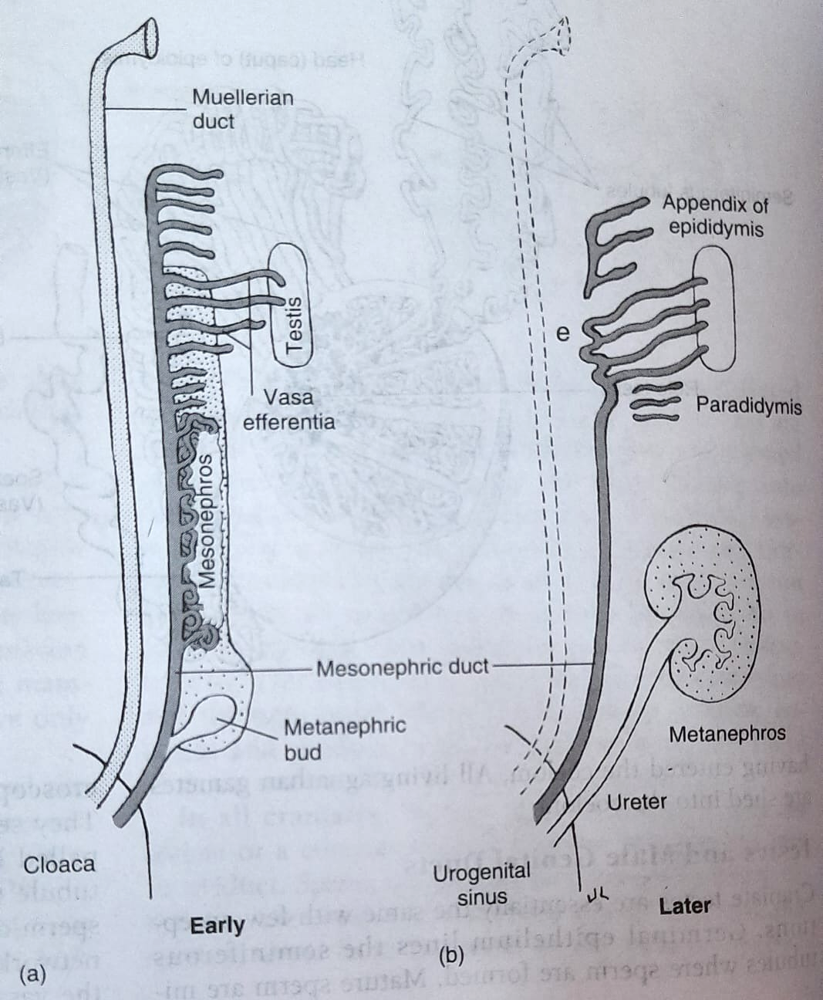 Muellerian
duct
Testis
Vasa
efferentia
Mesonephros
Mesonephric duct
Metanephric
bud
Cloaca
Early
(a)
Appendix of
epididymis
e
Paradidymis
Metanephros
Ureter
Urogenital
sinus
Later
(b)